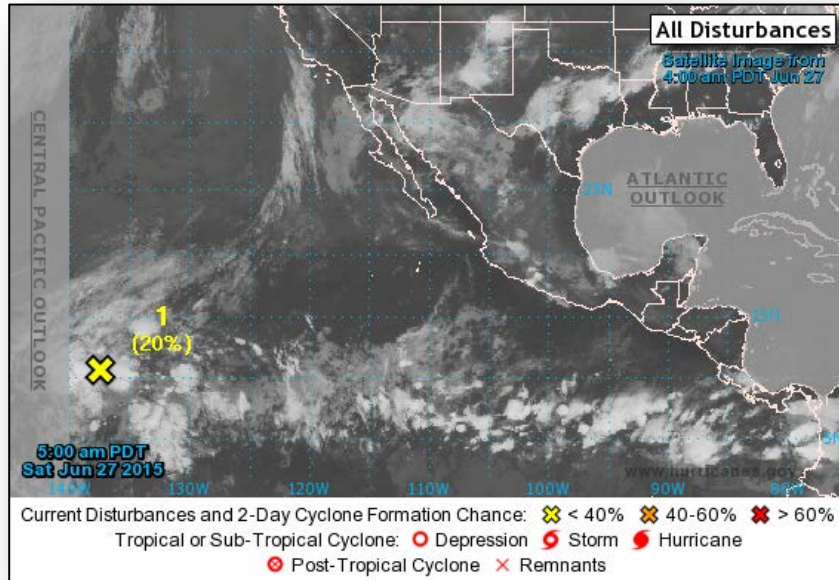 All Disturbances
Satellite Image from
4:00 am PDT Jun 27
CENTRAL PACIFIC OUTLOOK
ATLANTIC
OUTLOOK
25N
1
(20%)
15N
5N
5:00 am PDT
Sat Jun 27 2015
www.hurricanes.gov
140W 130W 120W 110W 100W 90W 80W
Current Disturbances and 2-Day Cyclone Formation Chance: < 40% 40-60% > 60%
Tropical or Sub-Tropical Cyclone: Depression Storm Hurricane
Post-Tropical Cyclone Remnants